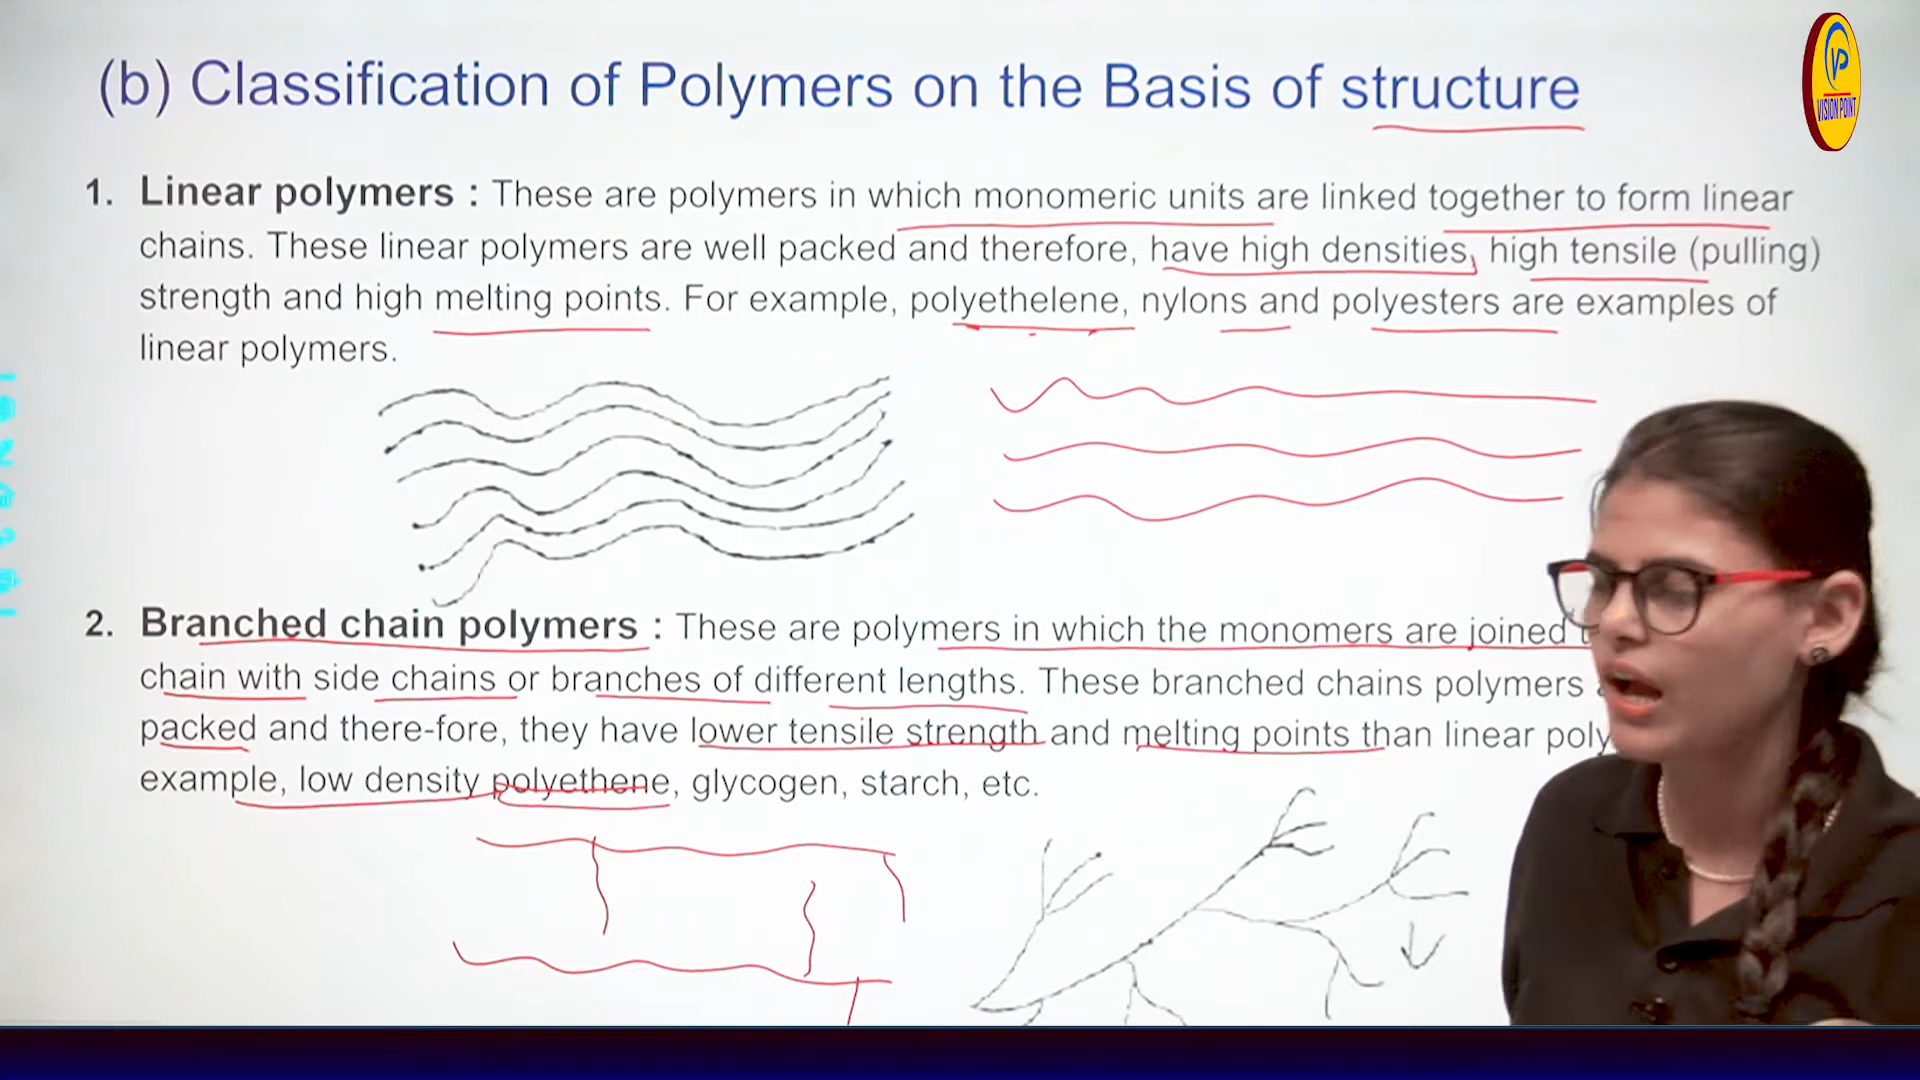 (b) Classification of Polymers on the Basis of structure
VP
VISION POINT
1. Linear polymers : These are polymers in which monomeric units are linked together to form linear
chains. These linear polymers are well packed and therefore, have high densities, high tensile (pulling)
strength and high melting points. For example, polyethelene, nylons and polyesters are examples of
linear polymers.
2. Branched chain polymers : These are polymers in which the monomers are joined
chain with side chains or branches of different lengths. These branched chains polymers
packed and there-fore, they have lower tensile strength and melting points than linear poly
example, low density polyethene, glycogen, starch, etc.